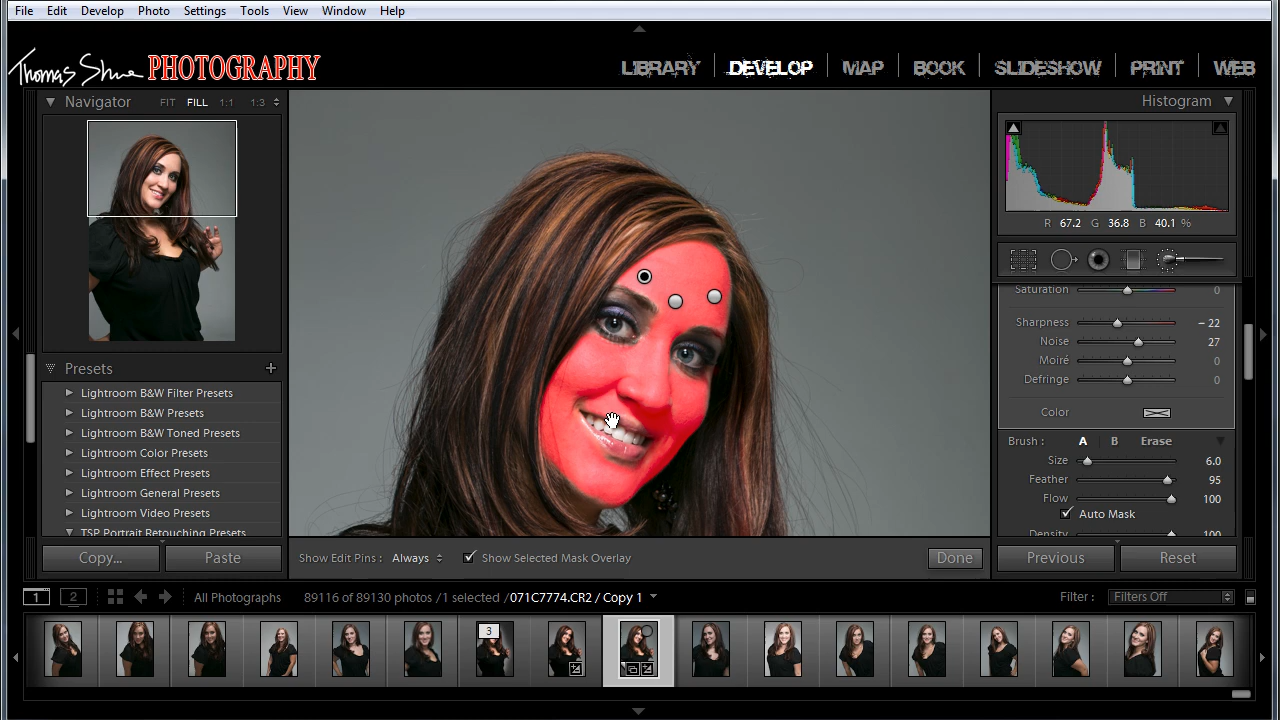 File Edit Develop Photo Settings Tools View Window Help
Thomas Shue PHOTOGRAPHY
LIBRARY DEVELOP MAP BOOK SLIDESHOW PRINT WEB
Navigator FIT FILL 1:1 1:3
Histogram
R 67.2 G 36.8 B 40.1 %
Saturation 0
Sharpness – 22
Noise 27
Moiré 0
Defringe 0
Color
Brush : A B Erase
Size 6.0
Feather 95
Flow 100
Auto Mask
Density 100
Presets +
Lightroom B&W Filter Presets
Lightroom B&W Presets
Lightroom B&W Toned Presets
Lightroom Color Presets
Lightroom Effect Presets
Lightroom General Presets
Lightroom Video Presets
TSP Portrait Retouching Presets
Copy... Paste
Show Edit Pins : Always Show Selected Mask Overlay Done
Previous Reset
1 2 All Photographs 89116 of 89130 photos /1 selected /071C7774.CR2 / Copy 1
Filter : Filters Off
3